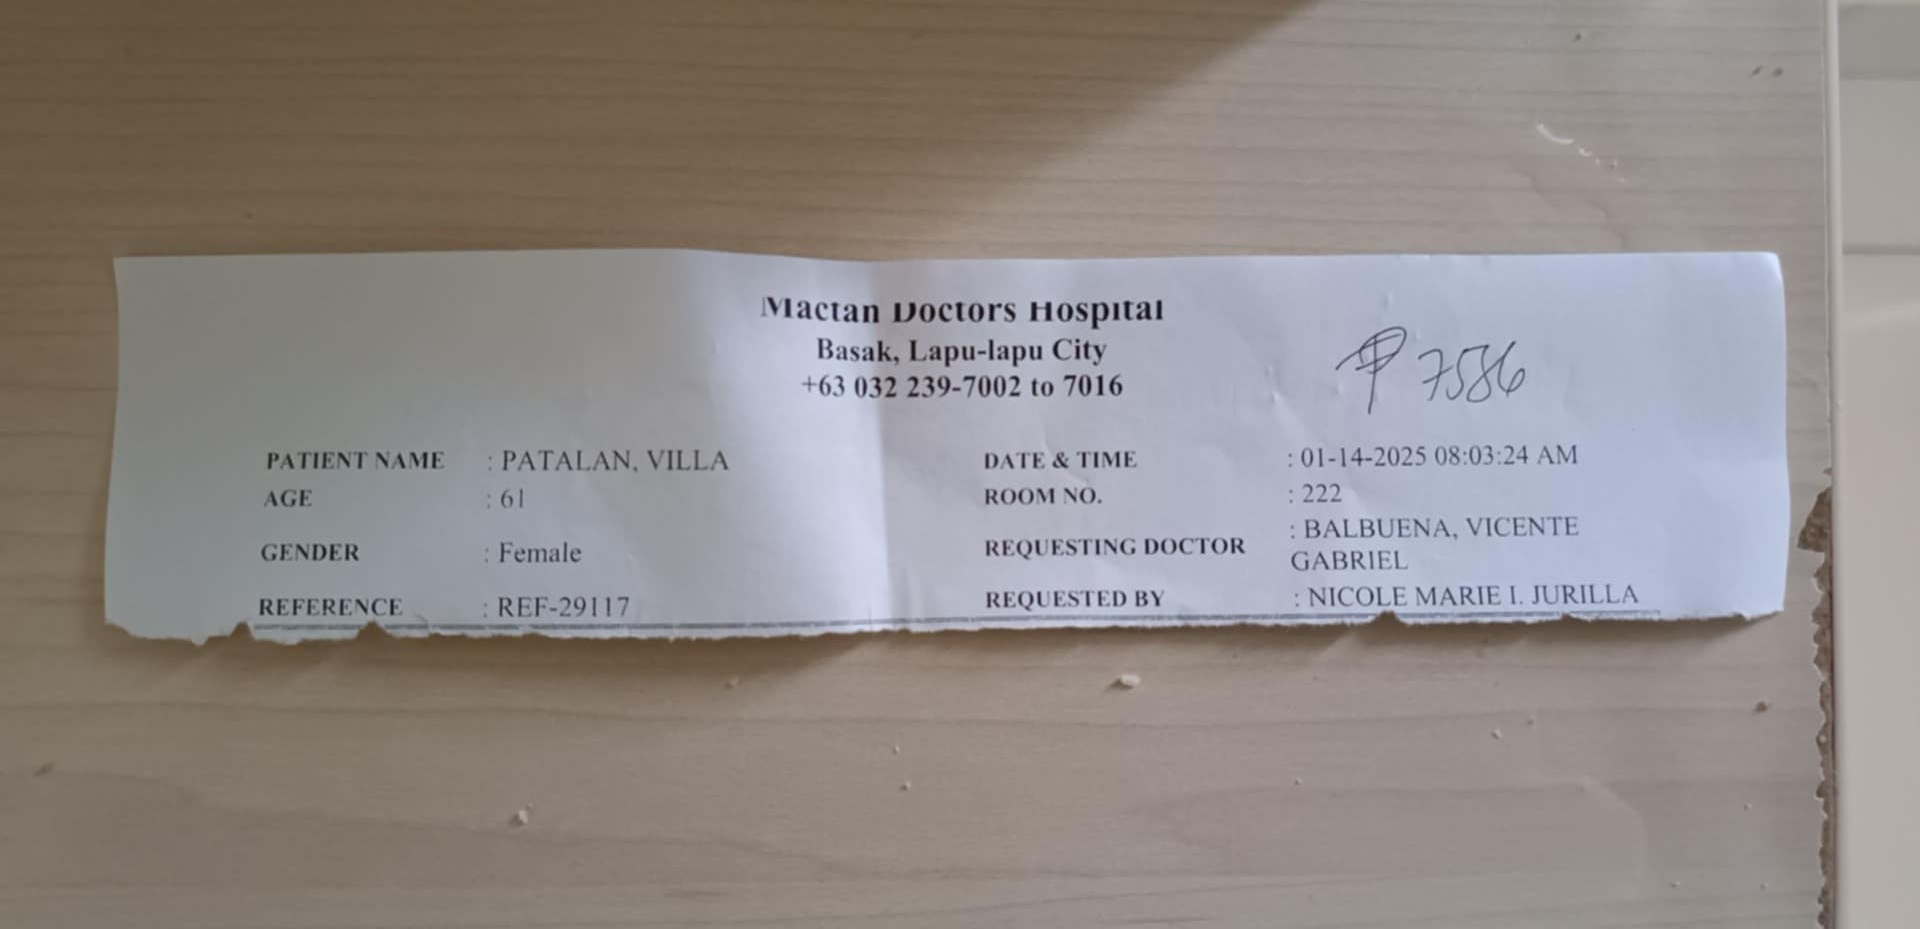 Mactan Doctors Hospital
Basak, Lapu-lapu City
+63 032 239-7002 to 7016
₱ 7586
PATIENT NAME : PATALAN, VILLA
DATE & TIME : 01-14-2025 08:03:24 AM
AGE : 61
ROOM NO. : 222
GENDER : Female
REQUESTING DOCTOR : BALBUENA, VICENTE
GABRIEL
REFERENCE : REF-29117
REQUESTED BY : NICOLE MARIE I. JURILLA